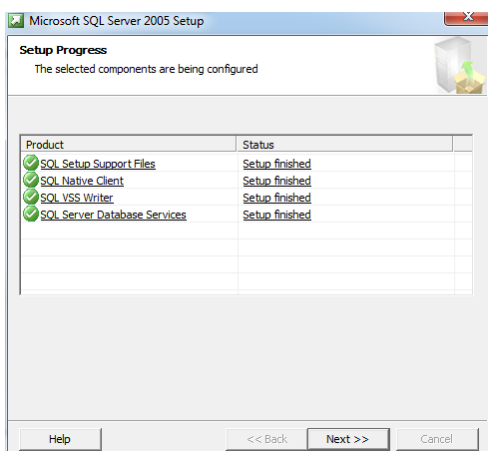 Microsoft SQL Server 2005 Setup
Setup Progress
The selected components are being configured
Product Status
SQL Setup Support Files Setup finished
SQL Native Client Setup finished
SQL VSS Writer Setup finished
SQL Server Database Services Setup finished
Help << Back Next >> Cancel